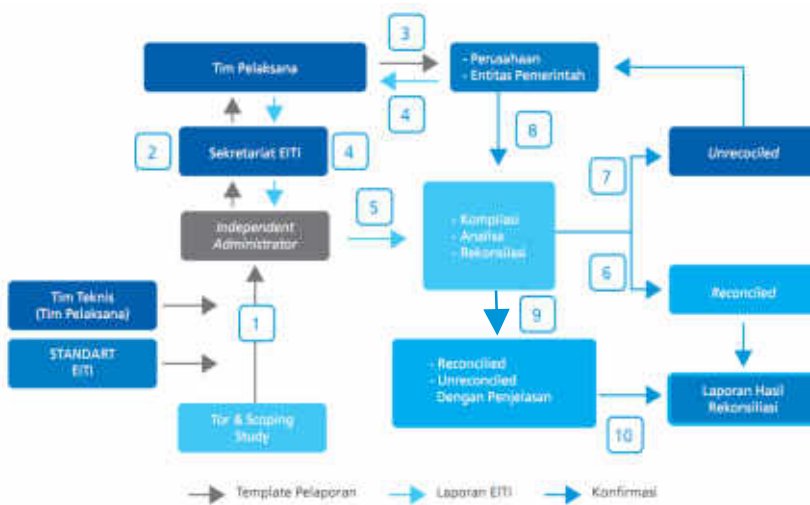 3
Tim Pelaksana
- Perusahaan
- Entitas Pemerintah
4
8
2
Sekretariat EITI
4
Unrecociled
7
Independent
Administrator
5
- Kompilasi
- Analisa
- Rekonsilasi
6
Reconciled
Tim Teknis
(Tim Pelaksana)
1
9
STANDART
EITI
- Reconciled
- Unreconciled
Dengan Penjelasan
Laporan Hasil
Rekonsiliasi
10
Tor & Scoping
Study
Template Pelaporan
Laporan EITI
Konfirmasi